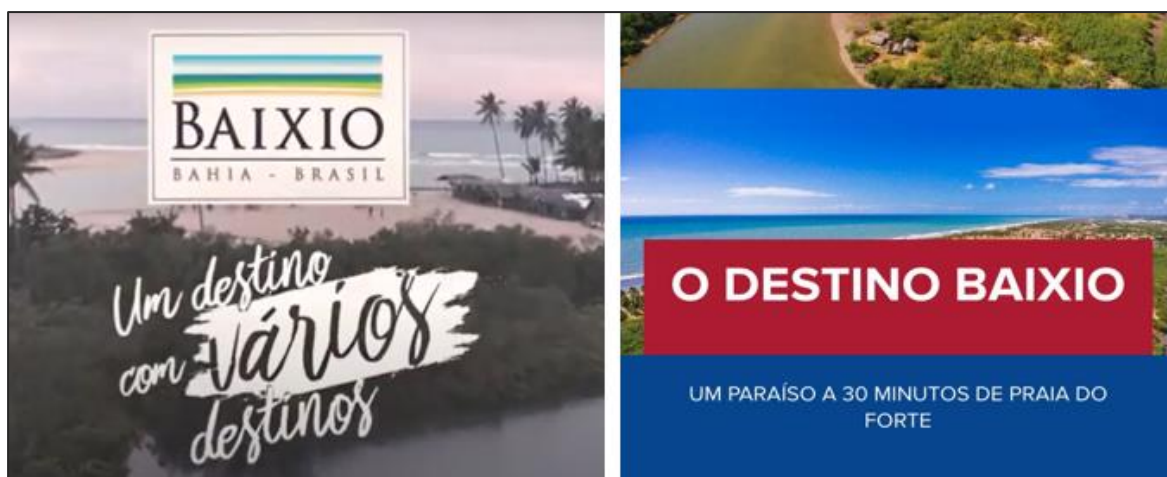 BAIXIO
BAHIA - BRASIL
Um destino
com vários
destinos
O DESTINO BAIXIO
UM PARAÍSO A 30 MINUTOS DE PRAIA DO
FORTE